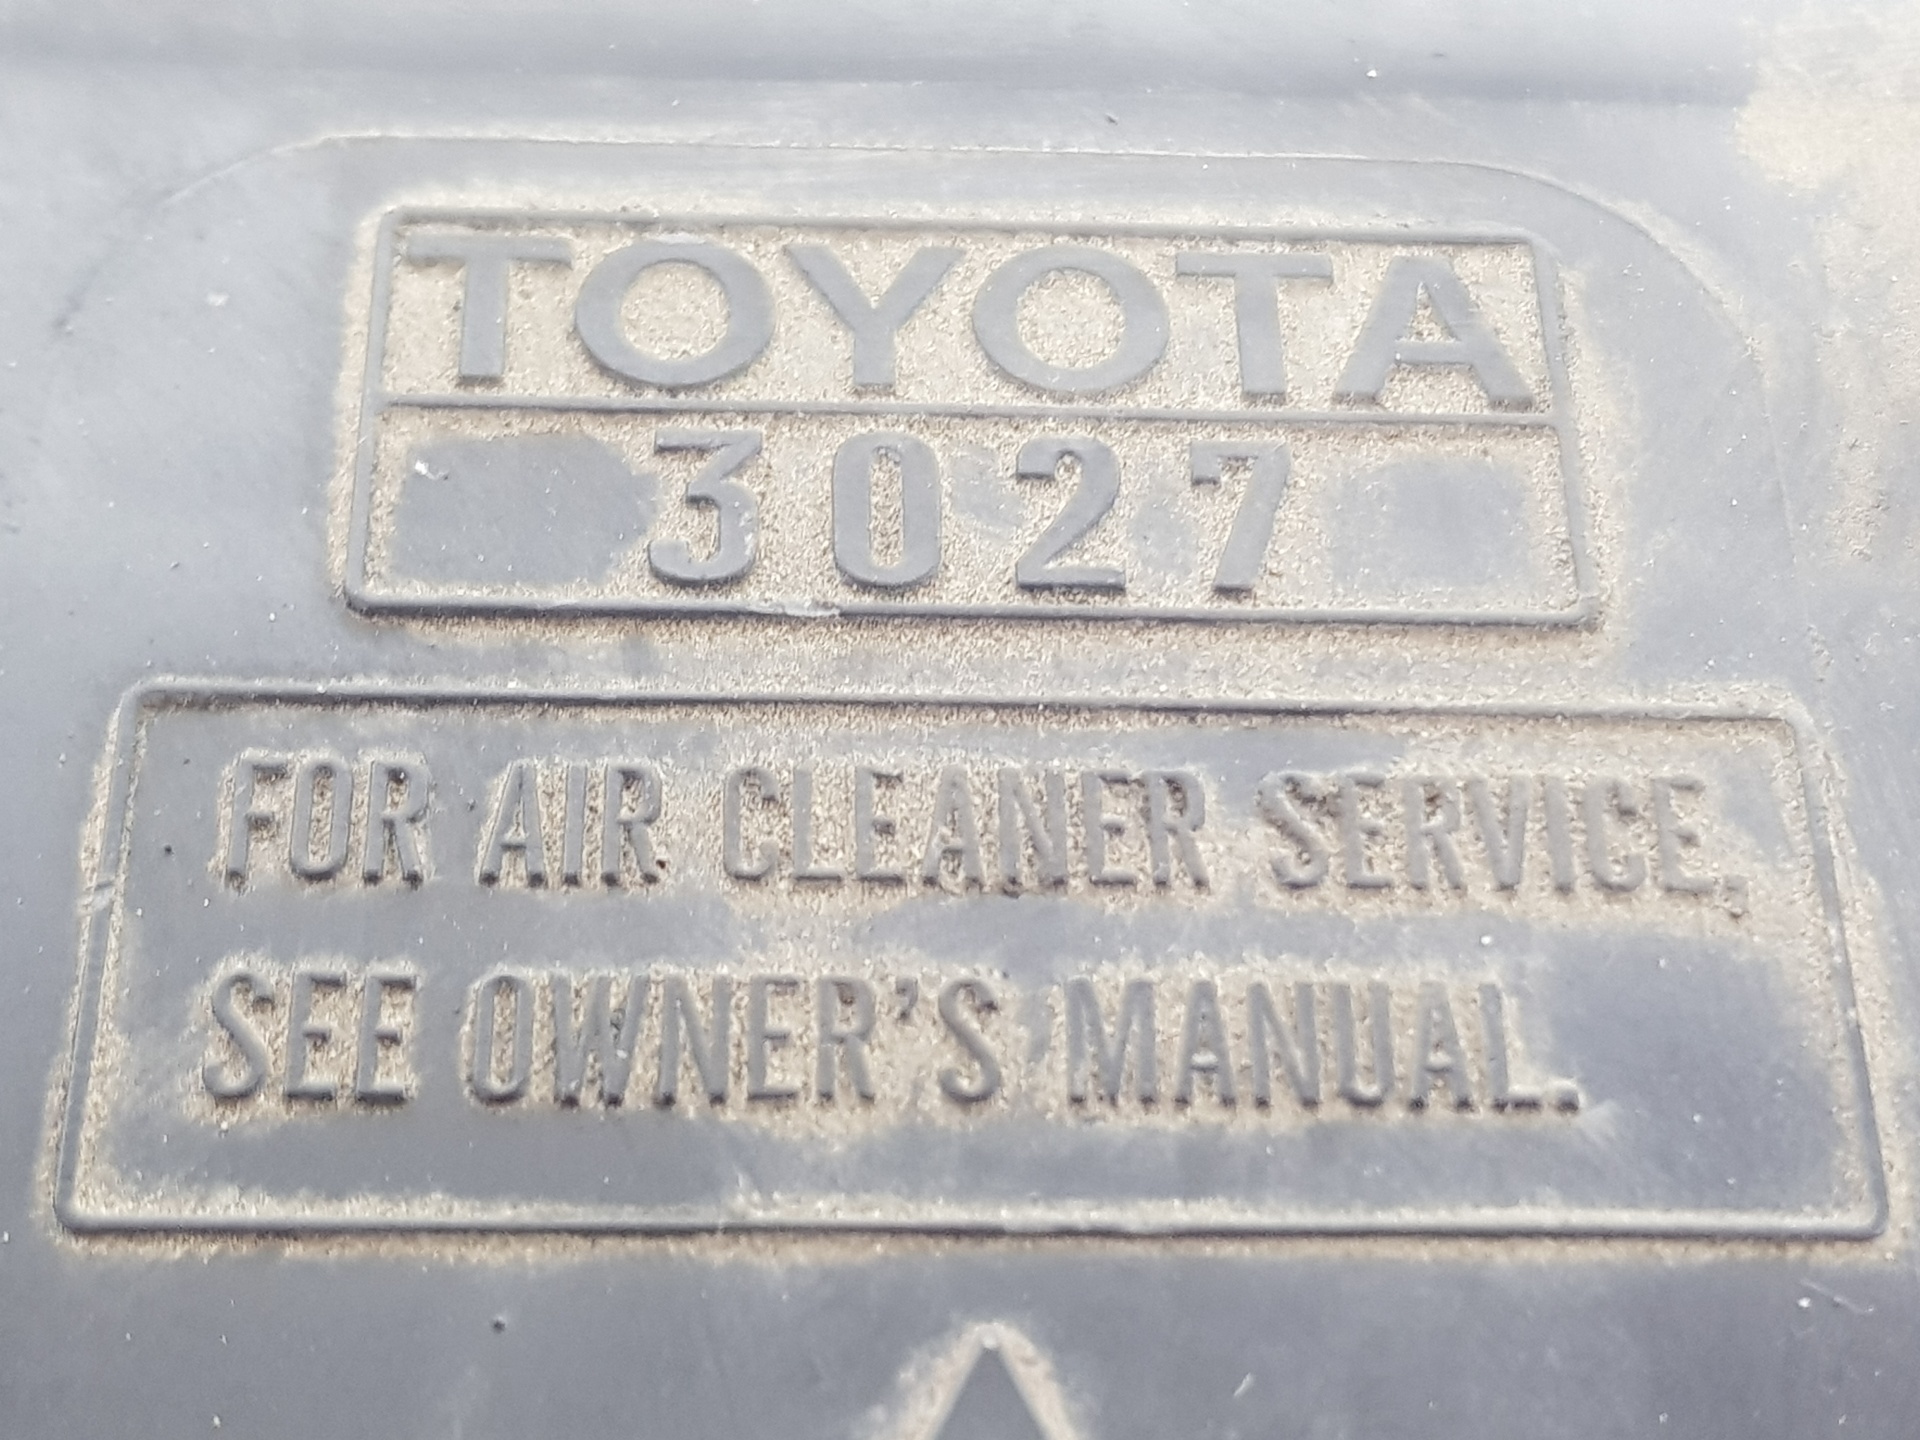 TOYOTA
3027
FOR AIR CLEANER SERVICE,
SEE OWNER'S MANUAL.